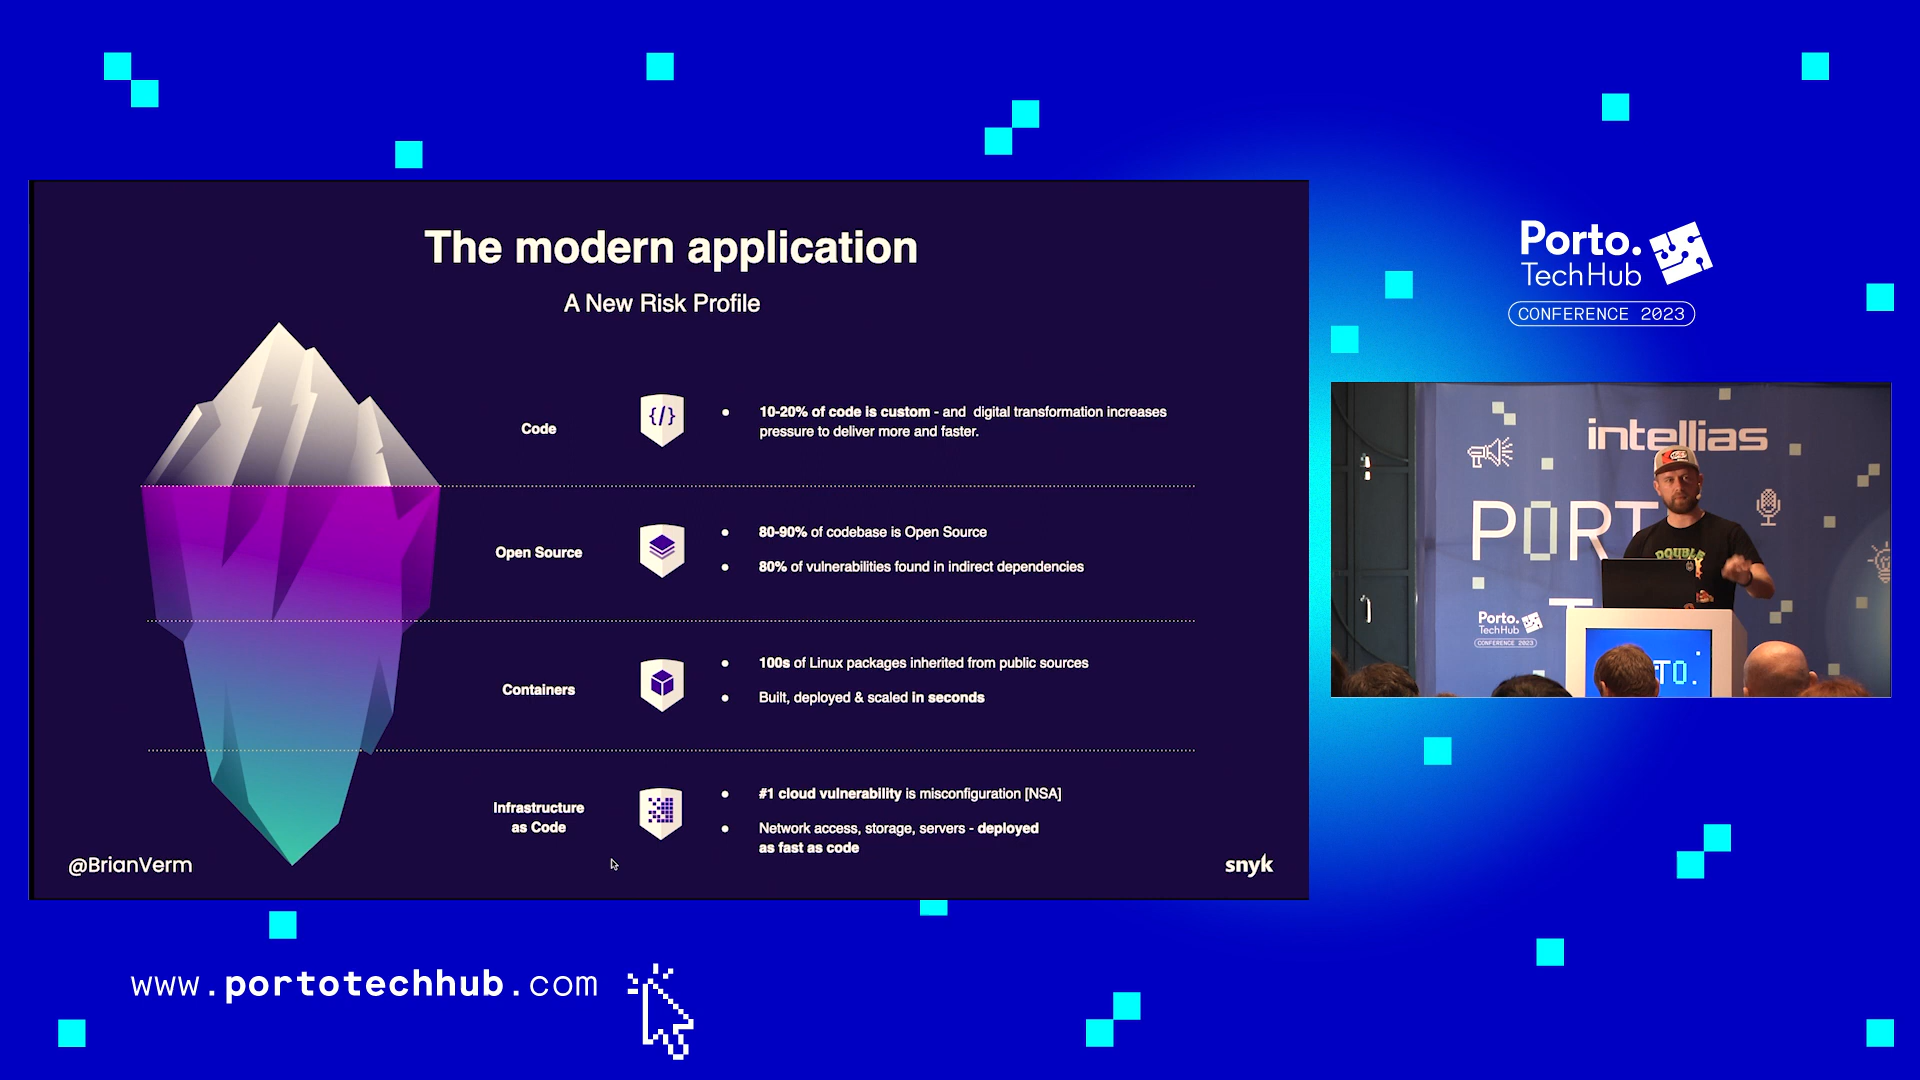 The modern application
A New Risk Profile
Code
{/}
10-20% of code is custom - and digital transformation increases
pressure to deliver more and faster.
Open Source
80-90% of codebase is Open Source
80% of vulnerabilities found in indirect dependencies
Containers
100s of Linux packages inherited from public sources
Built, deployed & scaled in seconds
Infrastructure
as Code
#1 cloud vulnerability is misconfiguration [NSA]
Network access, storage, servers - deployed
as fast as code
@BrianVerm
snyk
Porto.
TechHub
CONFERENCE 2023
intellias
PORT
DOUBLE
Porto.
TechHub
CONFERENCE 2023
TO.
www.portotechhub.com